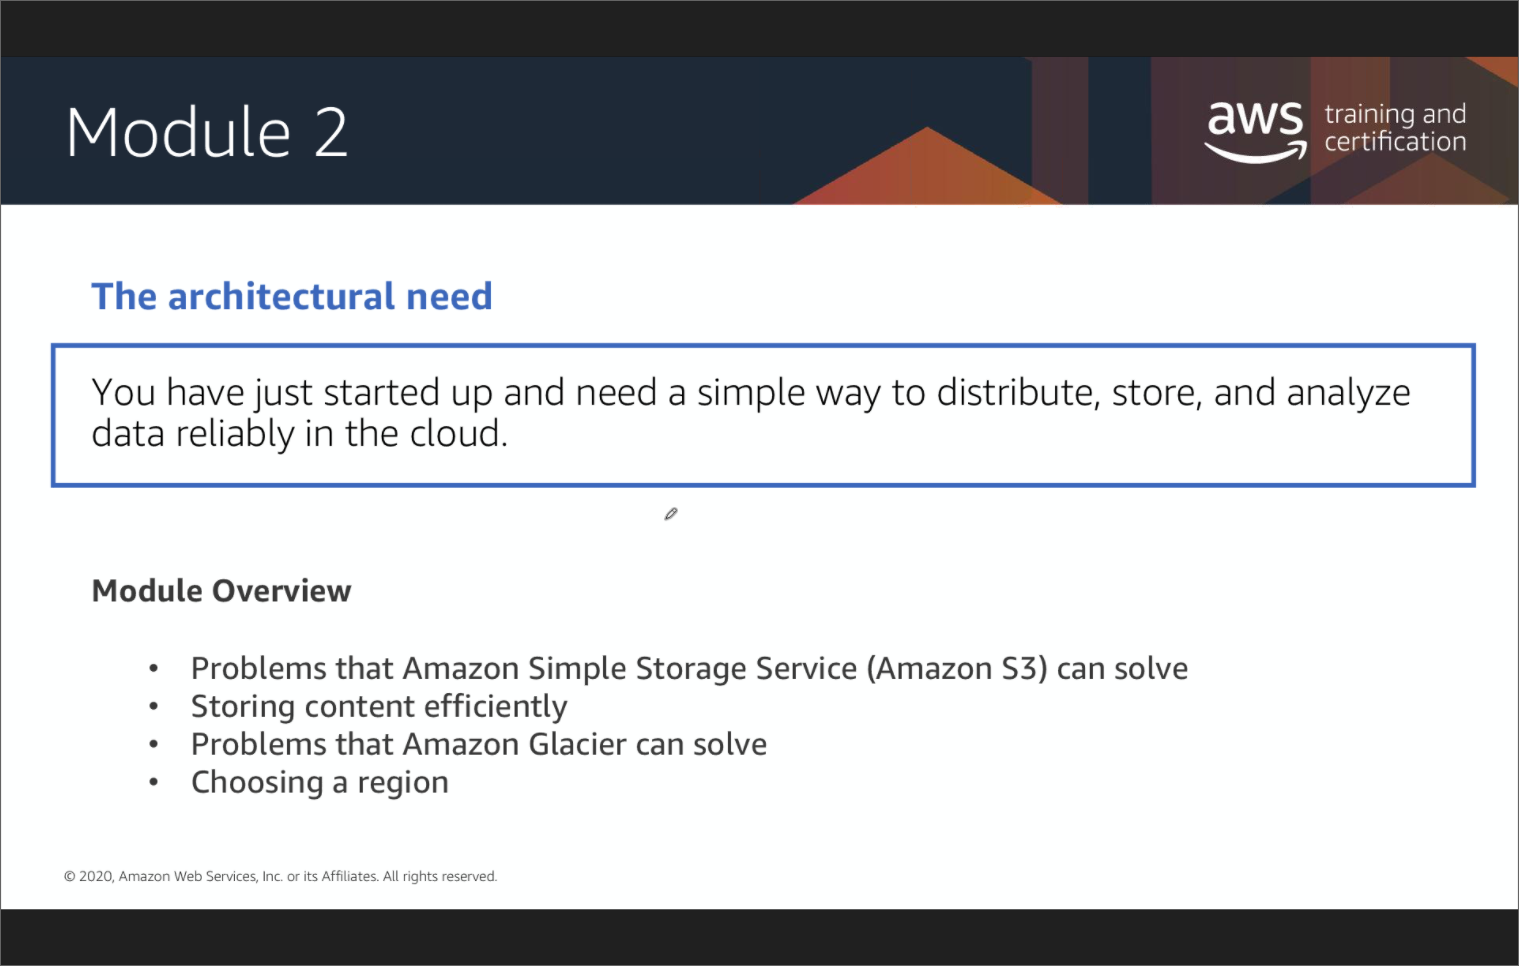 Module 2
aws
training and
certification
The architectural need
You have just started up and need a simple way to distribute, store, and analyze
data reliably in the cloud.
Module Overview
• Problems that Amazon Simple Storage Service (Amazon S3) can solve
• Storing content efficiently
• Problems that Amazon Glacier can solve
• Choosing a region
© 2020, Amazon Web Services, Inc. or its Affiliates. All rights reserved.